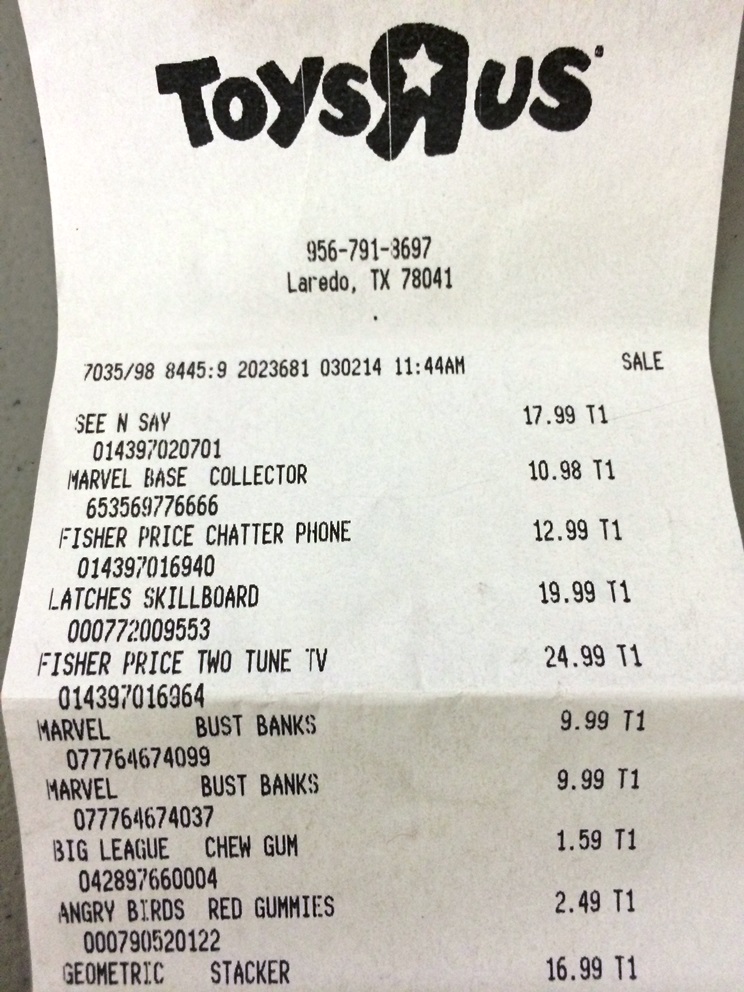 TOYS R US
956-791-3697
Laredo, TX 78041
.
7035/98 8445:9 2023681 030214 11:44AM SALE
SEE N SAY 17.99 T1
014397020701
MARVEL BASE COLLECTOR 10.98 T1
653569776666
FISHER PRICE CHATTER PHONE 12.99 T1
014397016940
LATCHES SKILLBOARD 19.99 T1
000772009553
FISHER PRICE TWO TUNE TV 24.99 T1
014397016964
MARVEL BUST BANKS 9.99 T1
077764674099
MARVEL BUST BANKS 9.99 T1
077764674037
BIG LEAGUE CHEW GUM 1.59 T1
042897660004
ANGRY BIRDS RED GUMMIES 2.49 T1
000790520122
GEOMETRIC STACKER 16.99 T1